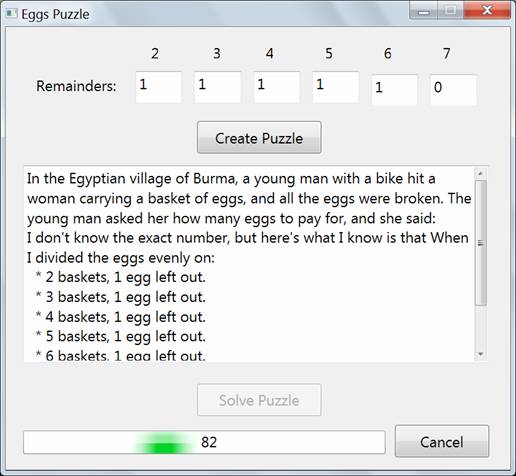 Eggs Puzzle
2 3 4 5 6 7
Remainders: 1 1 1 1 1 0
Create Puzzle
In the Egyptian village of Burma, a young man with a bike hit a
woman carrying a basket of eggs, and all the eggs were broken. The
young man asked her how many eggs to pay for, and she said:
I don't know the exact number, but here's what I know is that When
I divided the eggs evenly on:
* 2 baskets, 1 egg left out.
* 3 baskets, 1 egg left out.
* 4 baskets, 1 egg left out.
* 5 baskets, 1 egg left out.
* 6 baskets, 1 egg left out.
Solve Puzzle
82 Cancel